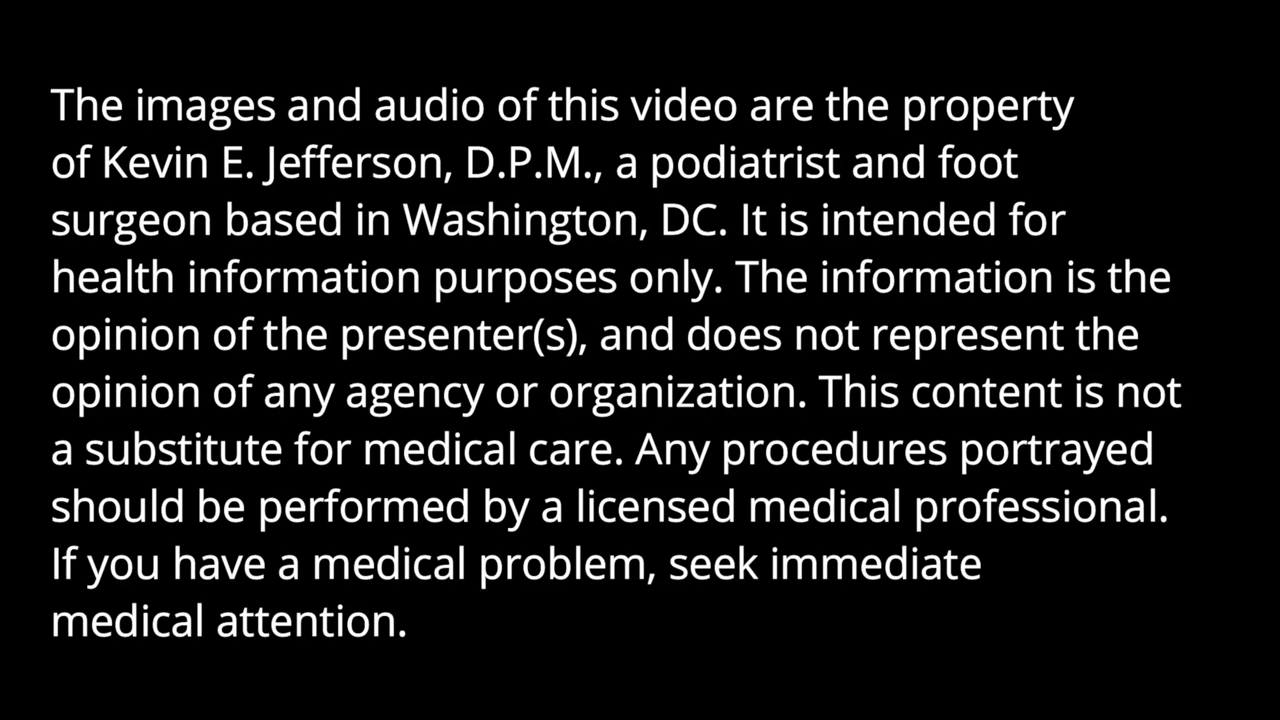 The images and audio of this video are the property
of Kevin E. Jefferson, D.P.M., a podiatrist and foot
surgeon based in Washington, DC. It is intended for
health information purposes only. The information is the
opinion of the presenter(s), and does not represent the
opinion of any agency or organization. This content is not
a substitute for medical care. Any procedures portrayed
should be performed by a licensed medical professional.
If you have a medical problem, seek immediate
medical attention.